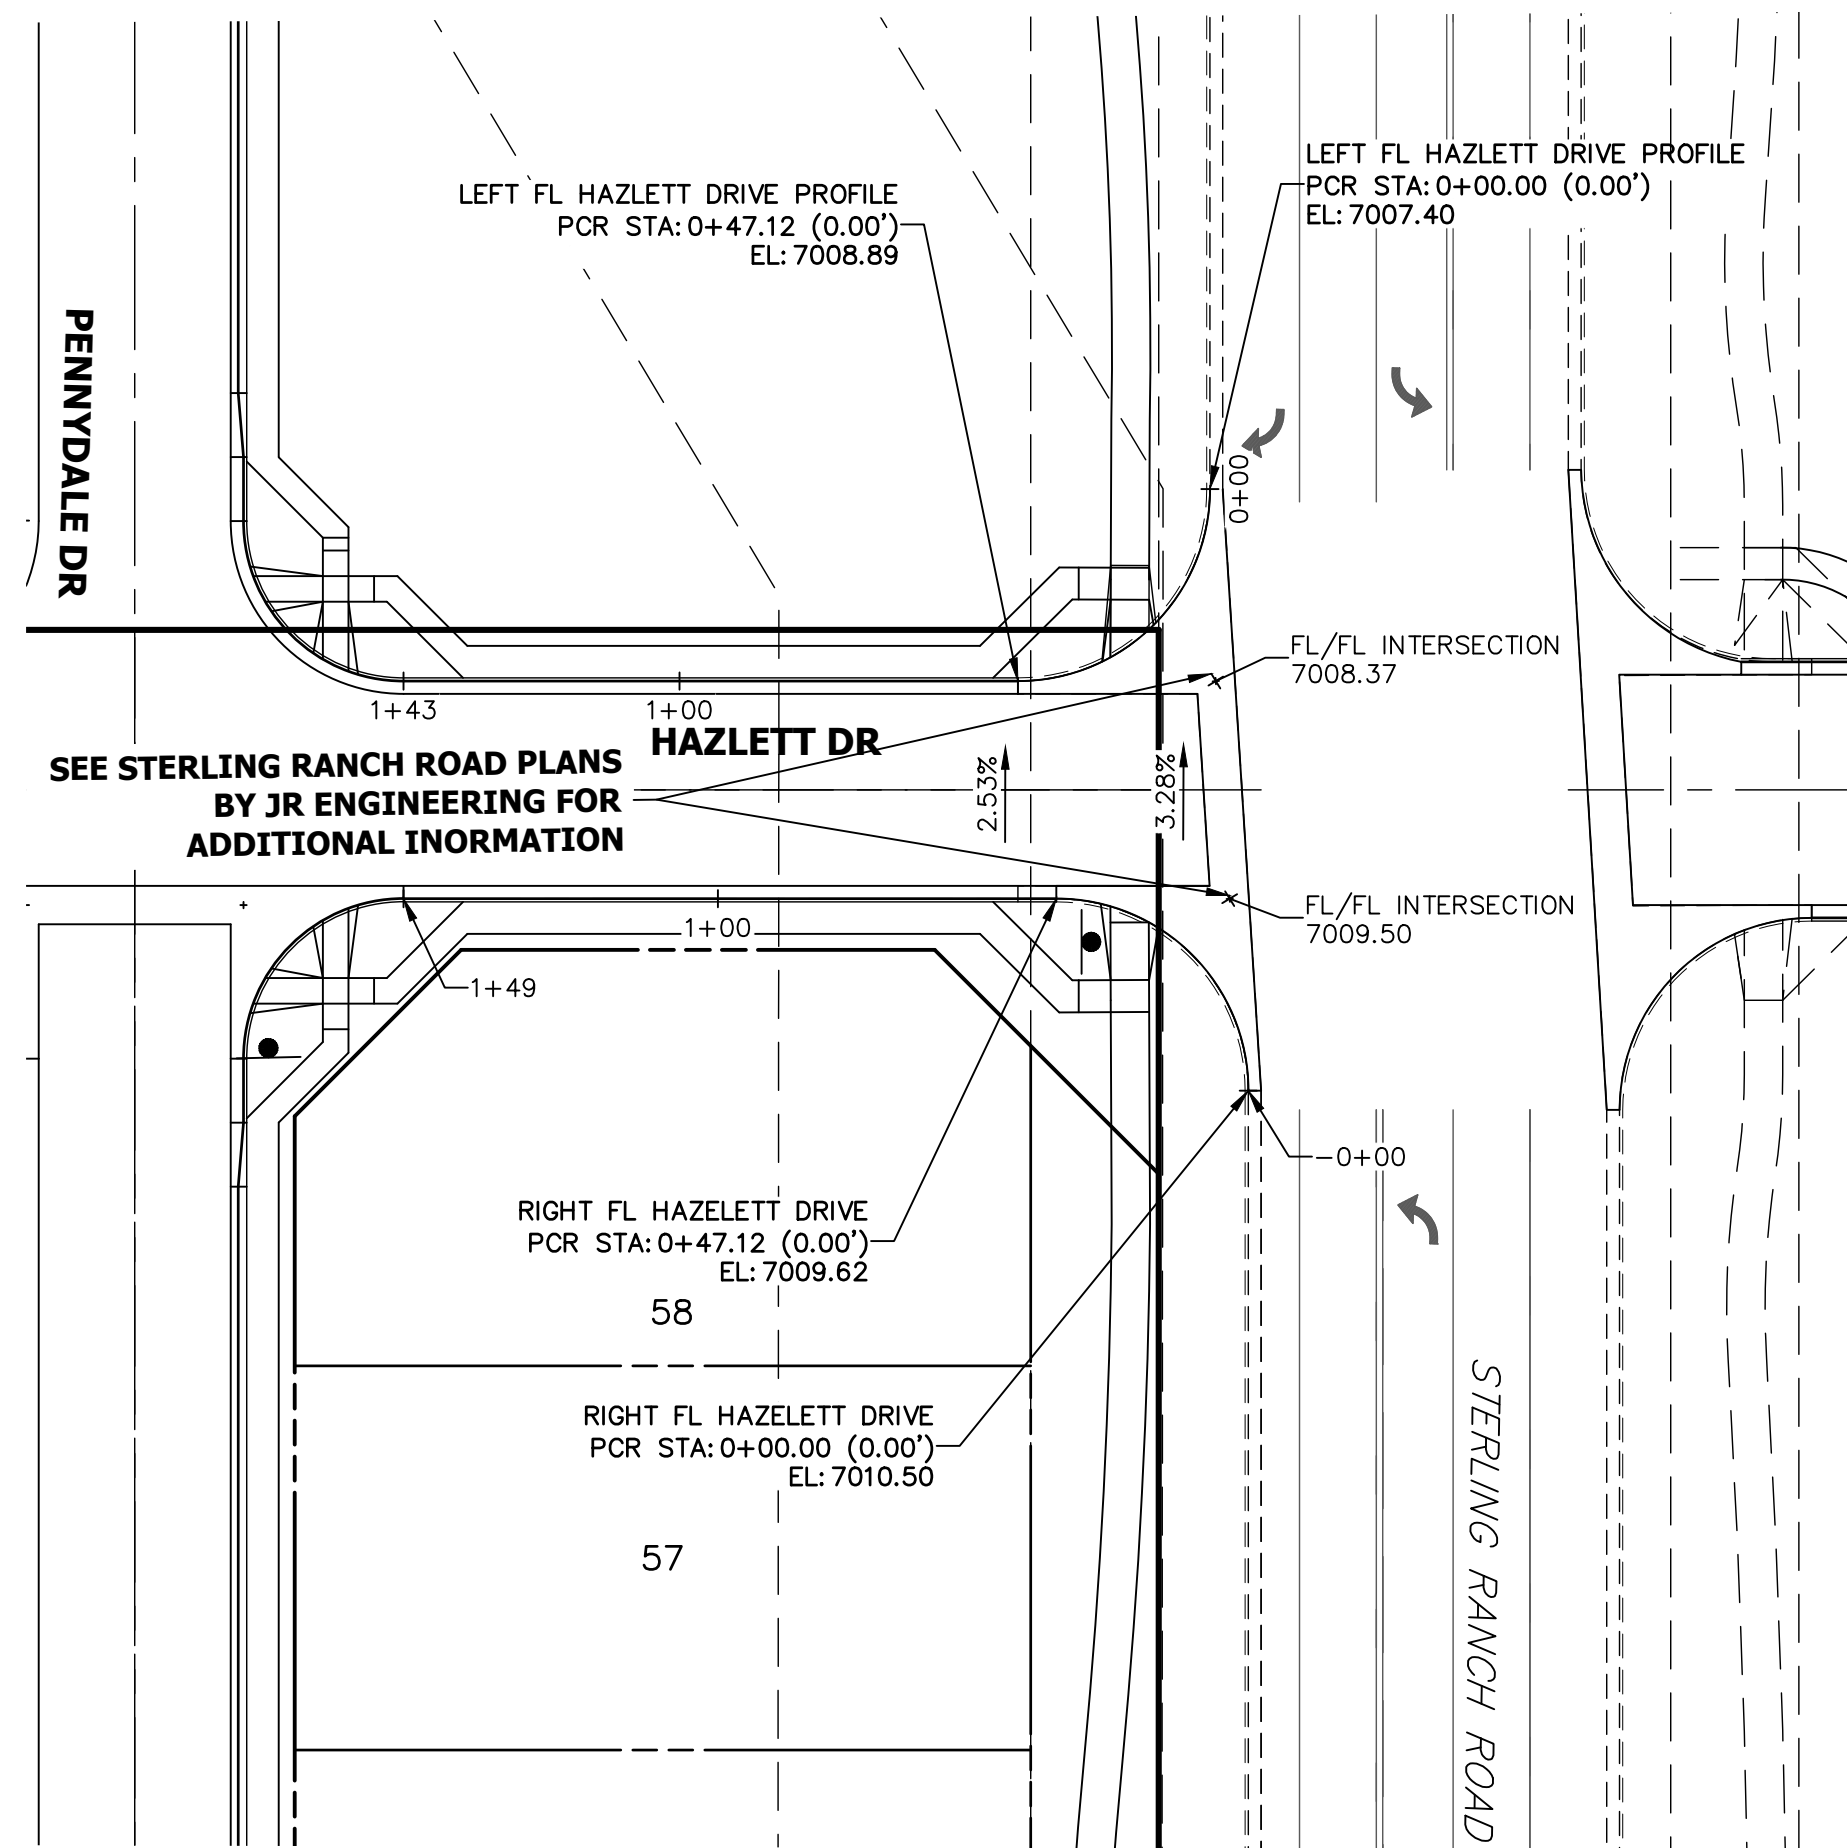 LEFT FL HAZLETT DRIVE PROFILE
PCR STA: 0+00.00 (0.00')
EL: 7007.40
LEFT FL HAZLETT DRIVE PROFILE
PCR STA: 0+47.12 (0.00')
EL: 7008.89
PENNYDALE DR
0+00
FL/FL INTERSECTION
7008.37
1+43
1+00
HAZLETT DR
SEE STERLING RANCH ROAD PLANS
BY JR ENGINEERING FOR
ADDITIONAL INORMATION
2.53%
3.28%
FL/FL INTERSECTION
7009.50
1+00
1+49
-0+00
RIGHT FL HAZELETT DRIVE
PCR STA: 0+47.12 (0.00')
EL: 7009.62
58
RIGHT FL HAZELETT DRIVE
PCR STA: 0+00.00 (0.00')
EL: 7010.50
57
STERLING RANCH ROAD